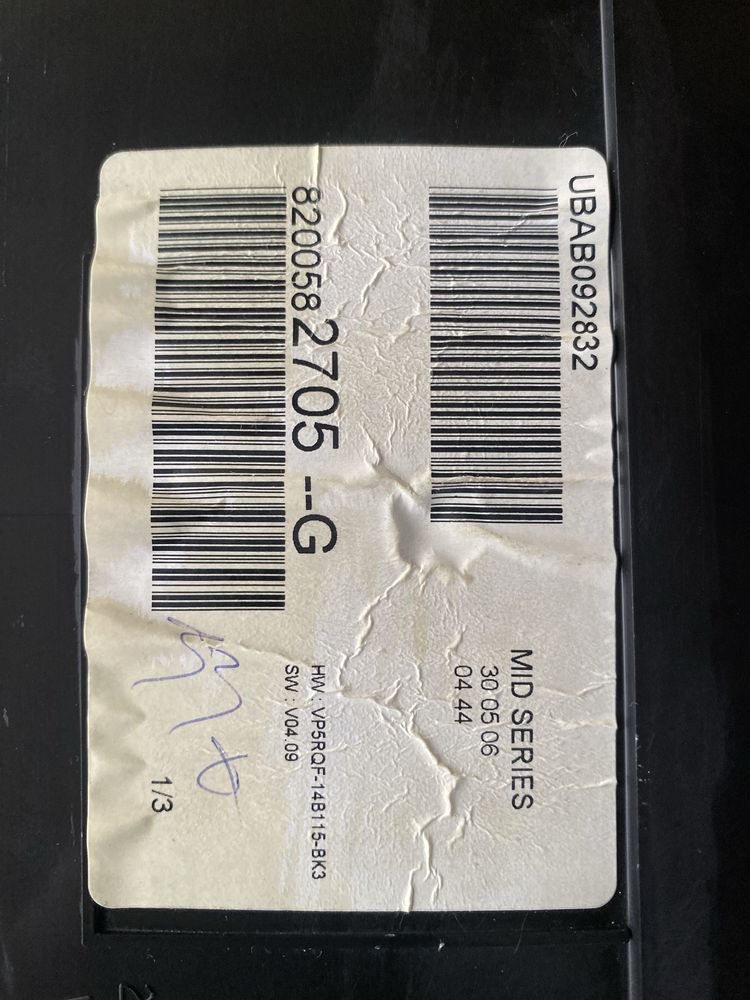 UBAB092832
MID SERIES
30 05 06
04 44
8200582705 --G
HW : VP5RQF-14B115-BK3
SW : V04.09
1/3